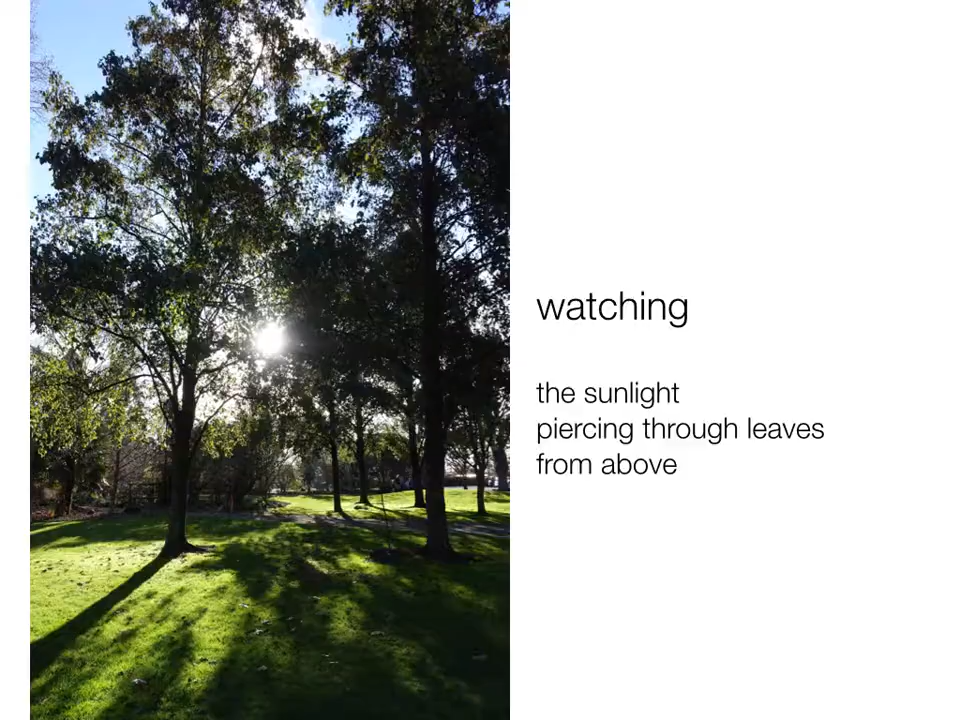 watching
the sunlight
piercing through leaves
from above